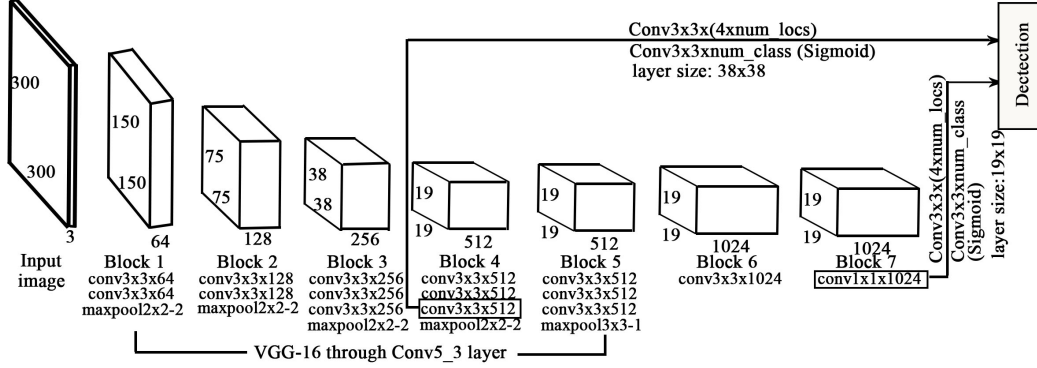 Conv3x3x(4xnum_locs)
Conv3x3xnum_class (Sigmoid)
layer size: 38x38
Dectection
Conv3x3x(4xnum_locs)
Conv3x3xnum_class
(Sigmoid)
layer size:19x19
300
300
3
Input
image
150
150
64
Block 1
conv3x3x64
conv3x3x64
maxpool2x2-2
75
75
128
Block 2
conv3x3x128
conv3x3x128
maxpool2x2-2
38
38
256
Block 3
conv3x3x256
conv3x3x256
conv3x3x256
maxpool2x2-2
19
19
512
Block 4
conv3x3x512
conv3x3x512
conv3x3x512
maxpool2x2-2
19
19
512
Block 5
conv3x3x512
conv3x3x512
conv3x3x512
maxpool3x3-1
19
19
1024
Block 6
conv3x3x1024
19
19
1024
Block 7
conv1x1x1024
VGG-16 through Conv5_3 layer